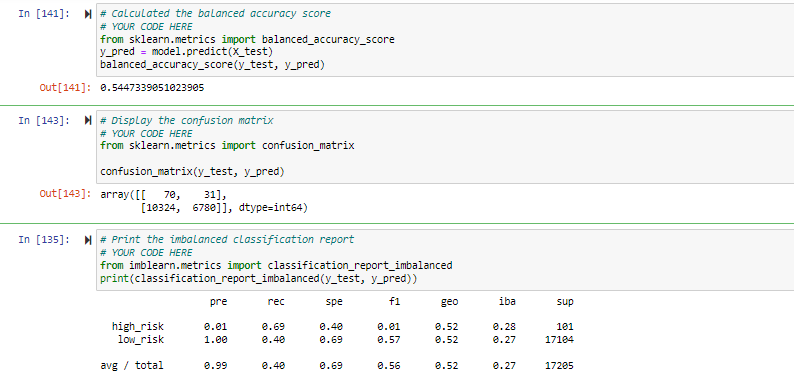 In [141]: # Calculated the balanced accuracy score
# YOUR CODE HERE
from sklearn.metrics import balanced_accuracy_score
y_pred = model.predict(X_test)
balanced_accuracy_score(y_test, y_pred)
Out[141]: 0.5447339051023905
In [143]: # Display the confusion matrix
# YOUR CODE HERE
from sklearn.metrics import confusion_matrix
confusion_matrix(y_test, y_pred)
Out[143]: array([[ 70, 31],
[10324, 6780]], dtype=int64)
In [135]: # Print the imbalanced classification report
# YOUR CODE HERE
from imblearn.metrics import classification_report_imbalanced
print(classification_report_imbalanced(y_test, y_pred))
pre rec spe f1 geo iba sup
high_risk 0.01 0.69 0.40 0.01 0.52 0.28 101
low_risk 1.00 0.40 0.69 0.57 0.52 0.27 17104
avg / total 0.99 0.40 0.69 0.56 0.52 0.27 17205